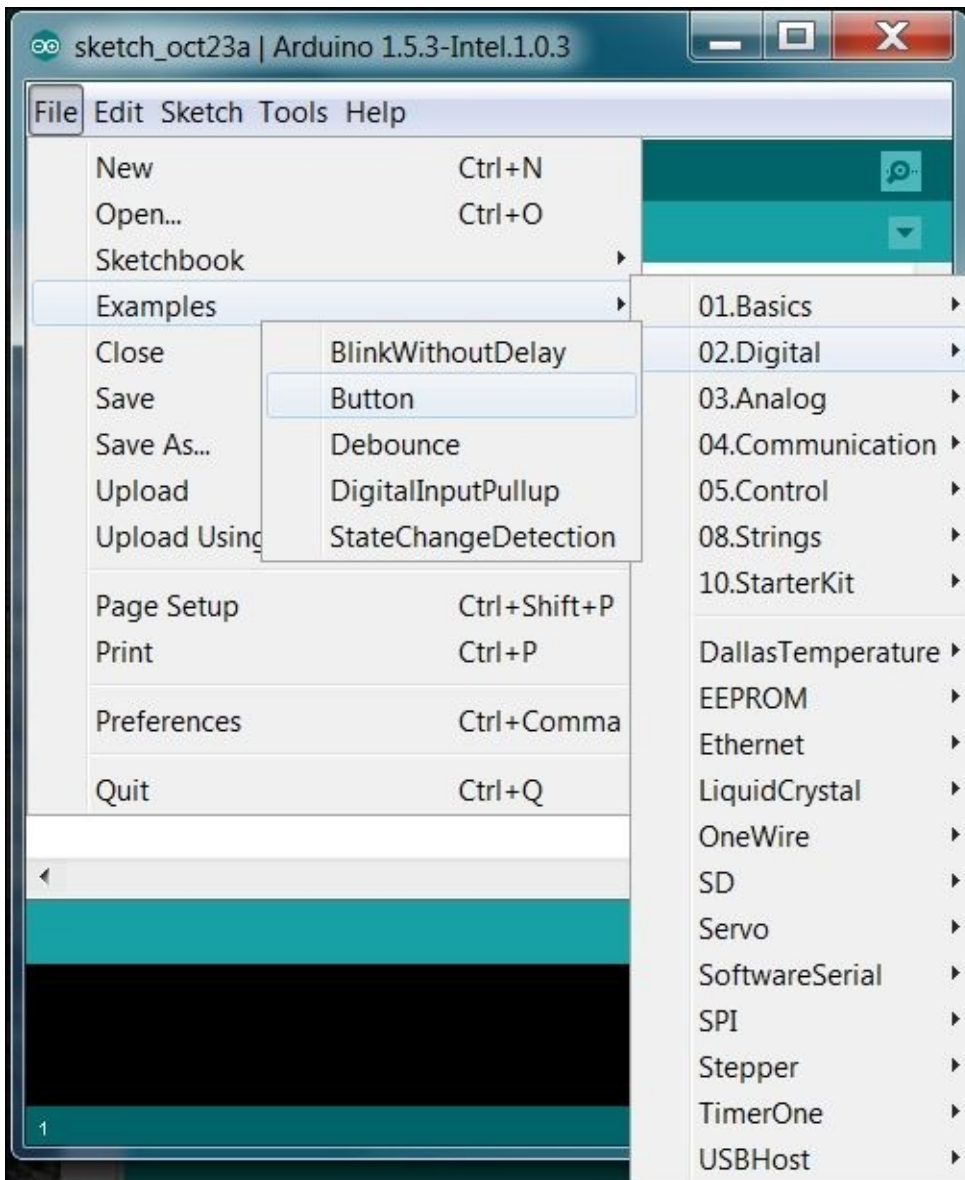 sketch_oct23a | Arduino 1.5.3-Intel.1.0.3
File Edit Sketch Tools Help
New Ctrl+N
Open... Ctrl+O
Sketchbook
Examples
Close
Save
Save As...
Upload
Upload Using
Page Setup Ctrl+Shift+P
Print Ctrl+P
Preferences Ctrl+Comma
Quit Ctrl+Q
BlinkWithoutDelay
Button
Debounce
DigitalInputPullup
StateChangeDetection
01.Basics
02.Digital
03.Analog
04.Communication
05.Control
08.Strings
10.StarterKit
DallasTemperature
EEPROM
Ethernet
LiquidCrystal
OneWire
SD
Servo
SoftwareSerial
SPI
Stepper
TimerOne
USBHost
1